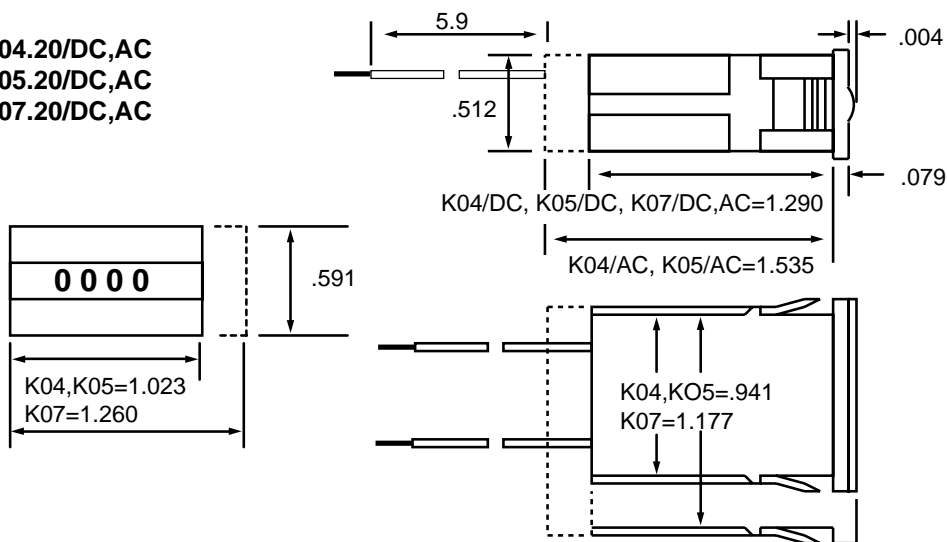 04.20/DC,AC
05.20/DC,AC
07.20/DC,AC
5.9
.004
.512
.079
K04/DC, K05/DC, K07/DC,AC=1.290
K04/AC, K05/AC=1.535
0000
.591
K04,K05=1.023
K07=1.260
K04,KO5=.941
K07=1.177